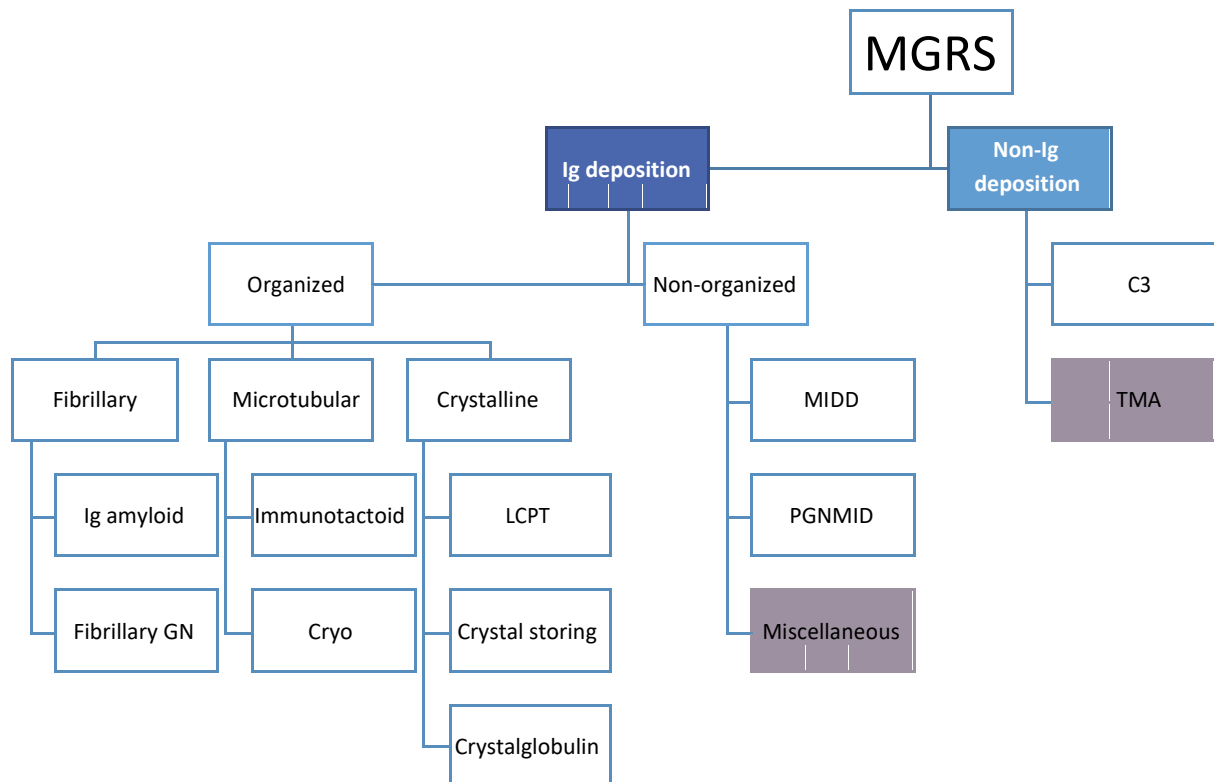 MGRS
Ig deposition
Non-Ig
deposition
Organized
Non-organized
C3
Fibrillary
Microtubular
Crystalline
MIDD
TMA
Ig amyloid
Immunotactoid
LCPT
PGNMID
Fibrillary GN
Cryo
Crystal storing
Miscellaneous
Crystalglobulin